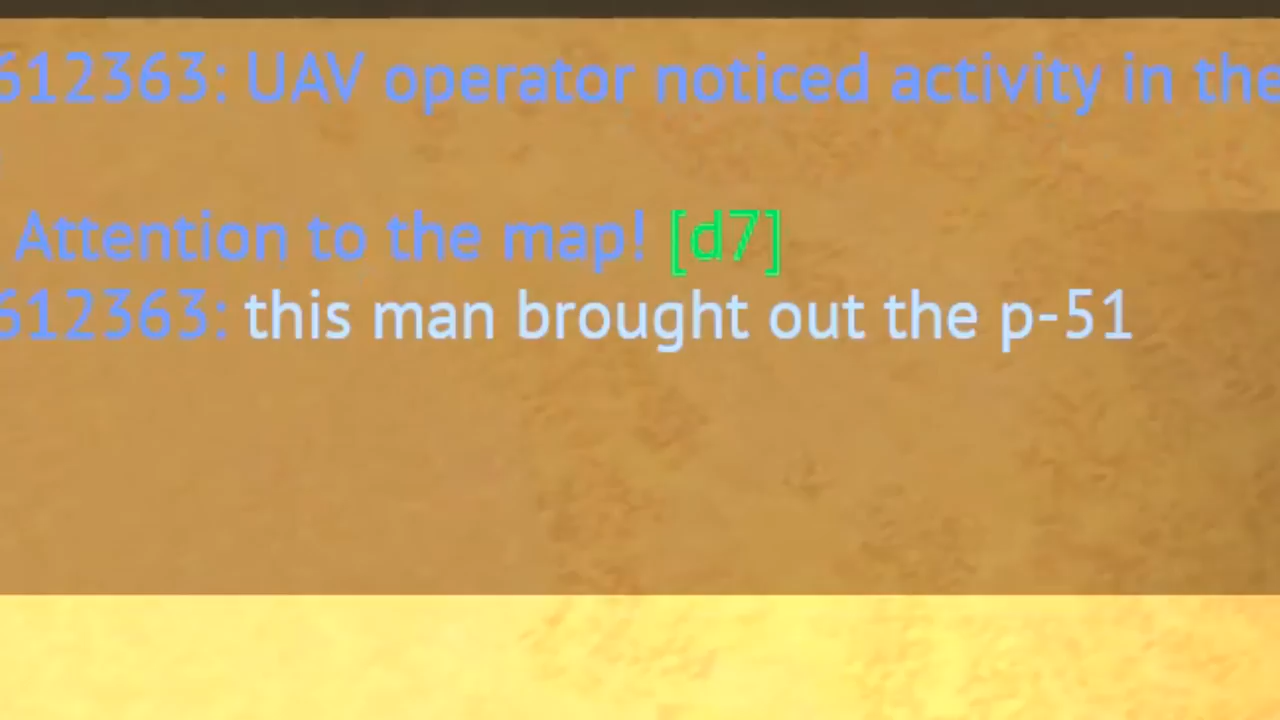 612363: UAV operator noticed activity in the
Attention to the map! [d7]
612363: this man brought out the p-51